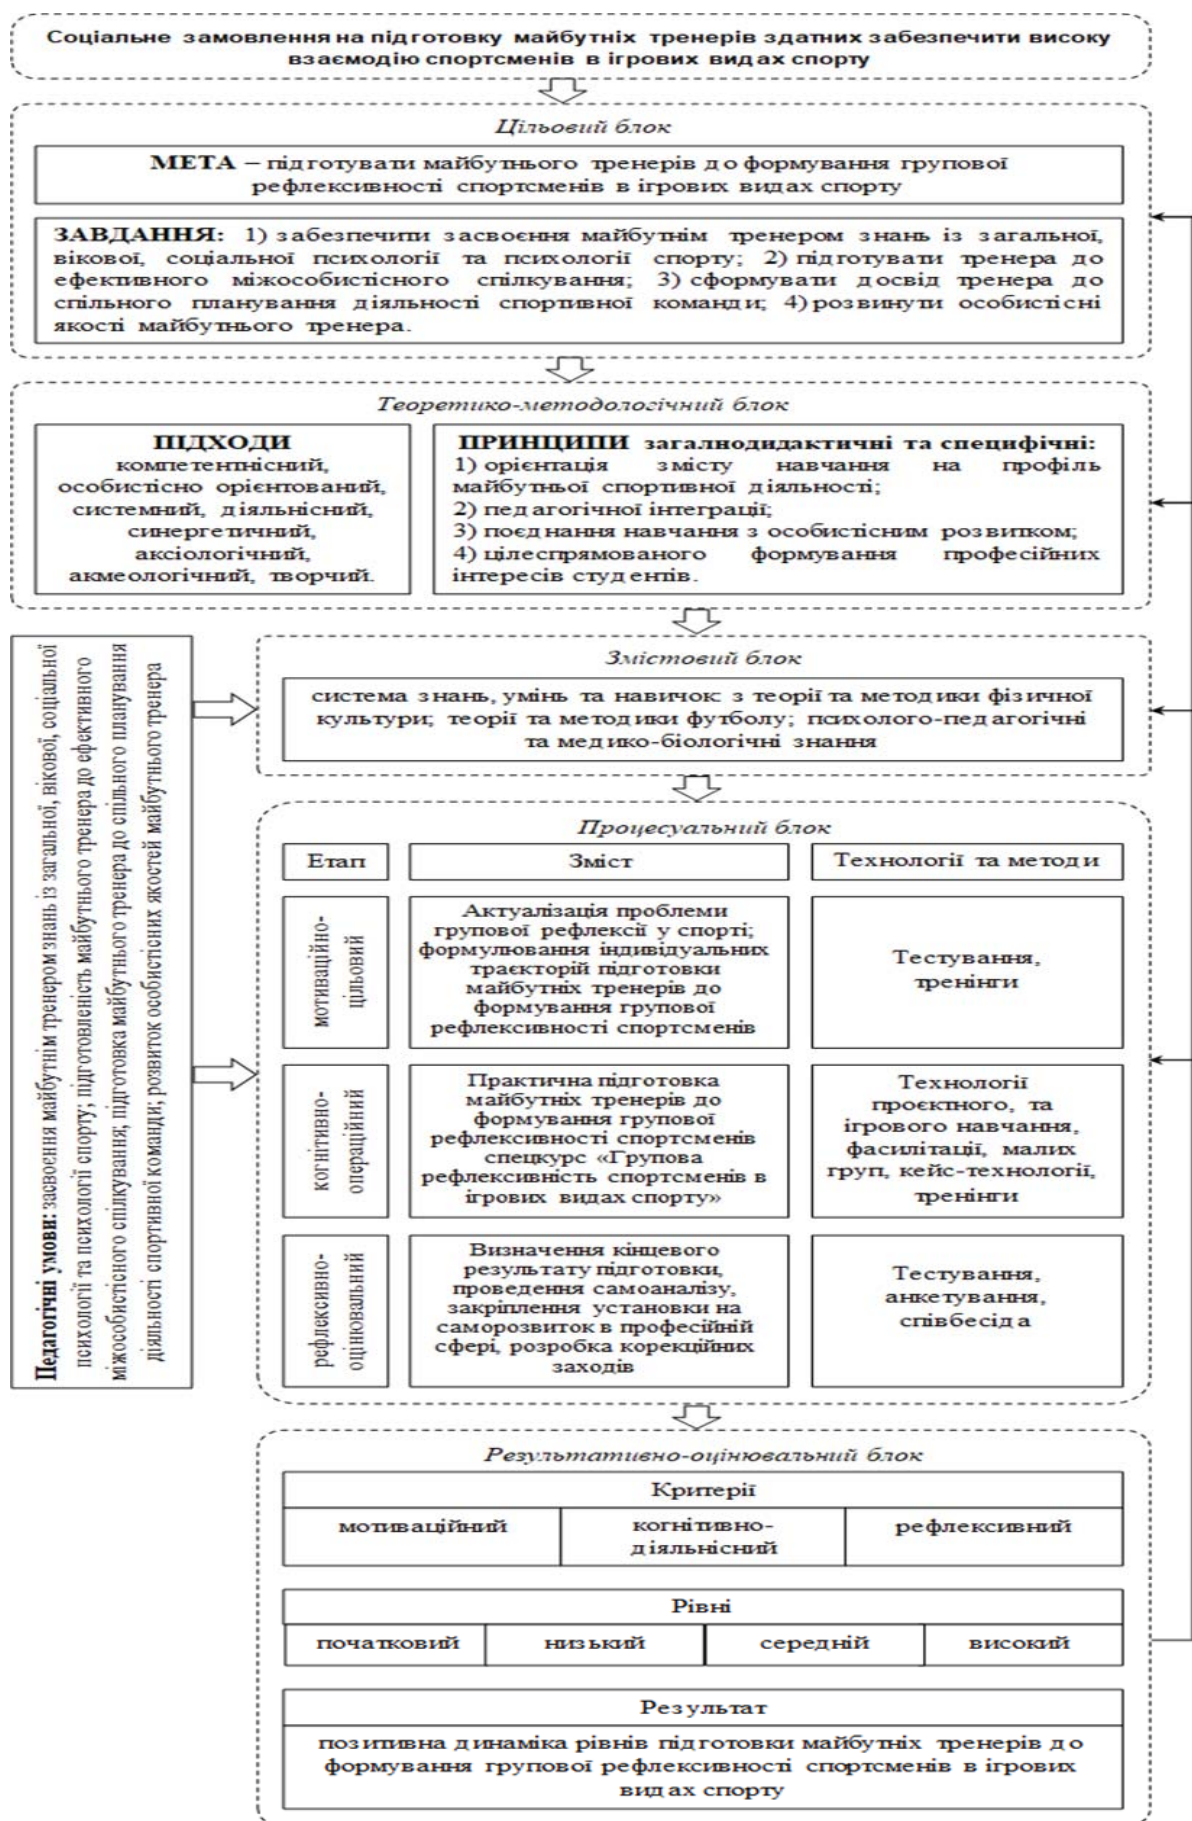 Соціальне замовлення на підготовку майбутніх тренерів здатних забезпечити високу
взаємодію спортсменів в ігрових видах спорту
Цільовий блок
МЕТА – підготувати майбутнього тренерів до формування групової
рефлексивності спортсменів в ігрових видах спорту
ЗАВДАННЯ: 1) забезпечити засвоєння майбутнім тренером знань із загальної,
вікової, соціальної психології та психології спорту; 2) підготувати тренера до
ефективного міжособистісного спілкування; 3) сформувати досвід тренера до
спільного планування діяльності спортивної команди; 4) розвинути особистісні
якості майбутнього тренера.
Теоретико-методологічний блок
ПІДХОДИ
компетентнісний,
особистісно орієнтований,
системний, діяльнісний,
синергетичний,
аксіологічний,
акмеологічний, творчий.
ПРИНЦИПИ загалнодидактичні та специфічні:
1) орієнтація змісту навчання на профіль
майбутньої спортивної діяльності;
2) педагогічної інтеграції;
3) поєднання навчання з особистісним розвитком;
4) цілеспрямованого формування професійних
інтересів студентів.
Педагогічні умови: засвоєння майбутнім тренером знань із загальної, вікової, соціальної
психології та психології спорту; підготовленість майбутнього тренера до ефективного
міжособистісного спілкування; підготовка майбутнього тренера до спільного планування
діяльності спортивної команди; розвиток особистісних якостей майбутнього тренера
Змістовий блок
система знань, умінь та навичок з теорії та методики фізичної
культури; теорії та методики футболу; психолого-педагогічні
та медико-біологічні знання
Процесуальний блок
Етап
Зміст
Технології та методи
мотиваційно-
цільовий
Актуалізація проблеми
групової рефлексії у спорті;
формулювання індивідуальних
траєкторій підготовки
майбутніх тренерів до
формування групової
рефлексивності спортсменів
Тестування,
тренінги
когнітивно-
операційний
Практична підготовка
майбутніх тренерів до
формування групової
рефлексивності спортсменів
спецкурс «Групова
рефлексивність спортсменів в
ігрових видах спорту»
Технології
проєктного, та
ігрового навчання,
фасилітації, малих
груп, кейс-технології,
тренінги
рефлексивно-
оцінювальний
Визначення кінцевого
результату підготовки,
проведення самоаналізу,
закріплення установки на
саморозвиток в професійній
сфері, розробка корекційних
заходів
Тестування,
анкетування,
співбесіда
Результативно-оцінювальний блок
Критерії
мотиваційний
когнітивно-
діяльнісний
рефлексивний
Рівні
початковий
низький
середній
високий
Результат
позитивна динаміка рівнів підготовки майбутніх тренерів до
формування групової рефлексивності спортсменів в ігрових
видах спорту